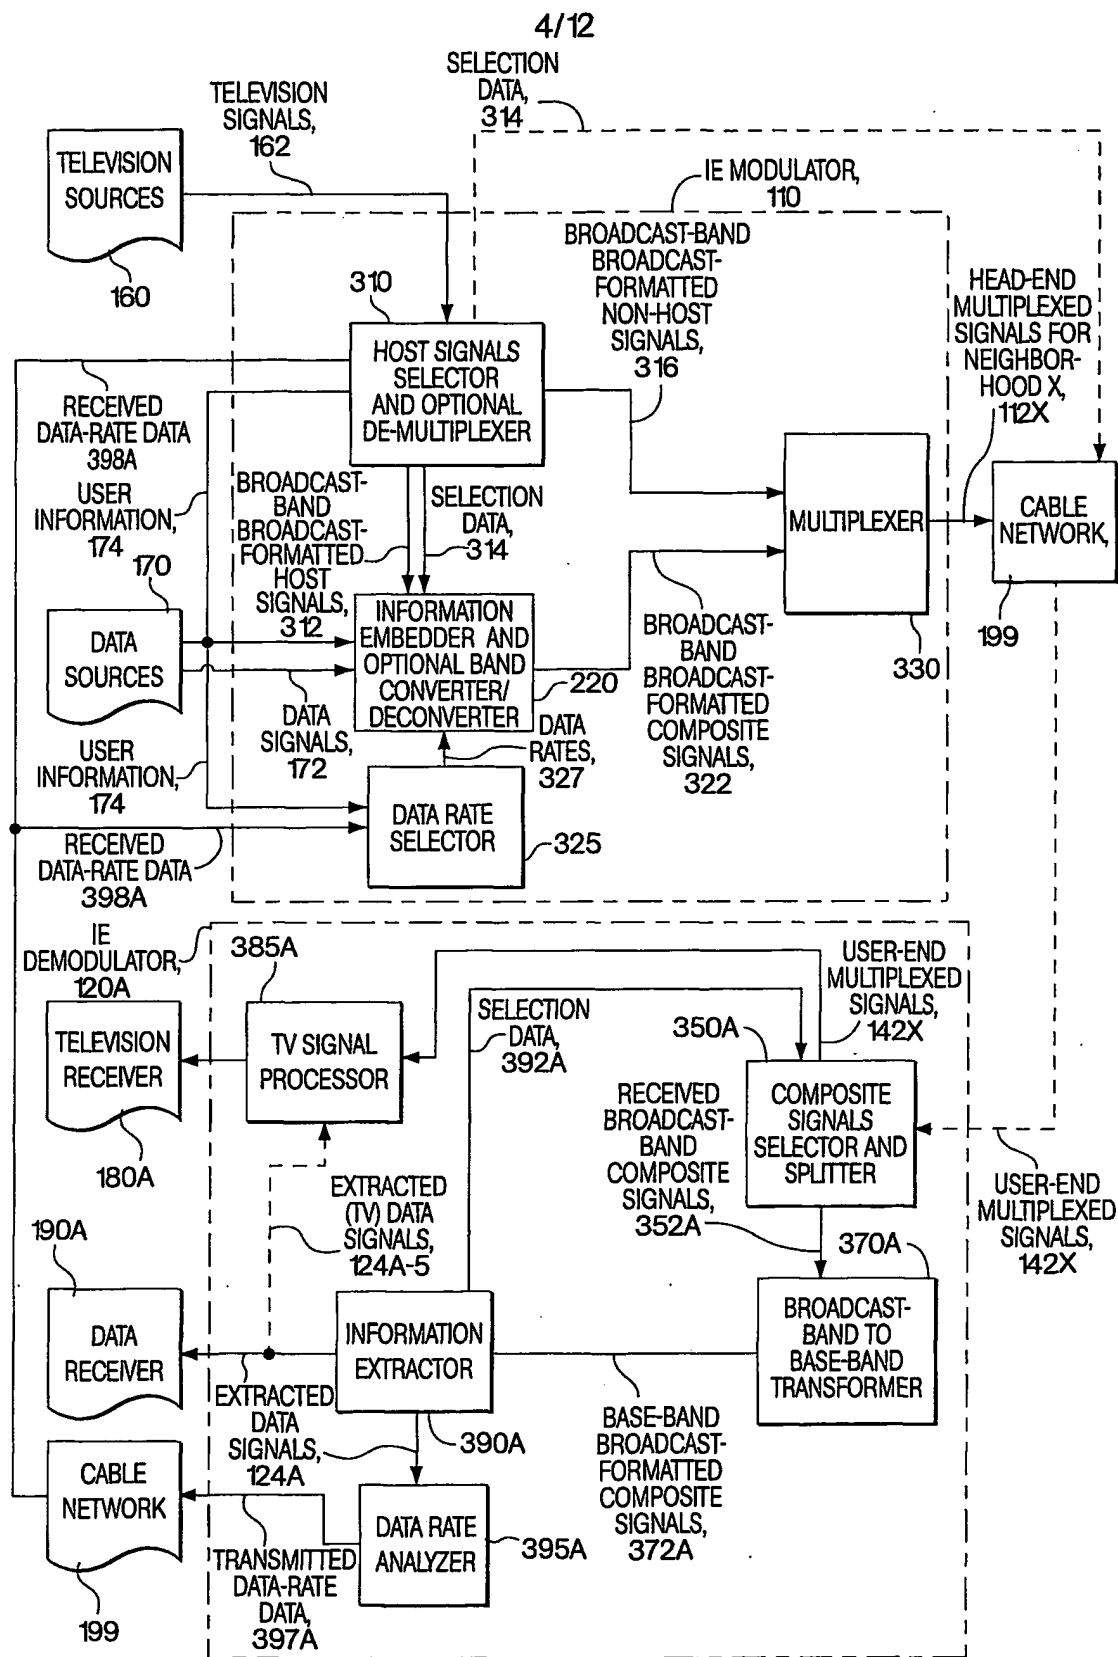 4/12
SELECTION
DATA,
314
TELEVISION
SIGNALS,
162
TELEVISION
SOURCES
160
IE MODULATOR,
110
BROADCAST-BAND
BROADCAST-
FORMATTED
NON-HOST
SIGNALS,
316
HEAD-END
MULTIPLEXED
SIGNALS FOR
NEIGHBOR-
HOOD X,
112X
310
HOST SIGNALS
SELECTOR
AND OPTIONAL
DE-MULTIPLEXER
RECEIVED
DATA-RATE DATA
398A
USER
INFORMATION,
174
BROADCAST-
BAND
BROADCAST-
FORMATTED
HOST
SIGNALS,
312
SELECTION
DATA,
314
MULTIPLEXER
330
CABLE
NETWORK,
199
170
DATA
SOURCES
INFORMATION
EMBEDDER AND
OPTIONAL BAND
CONVERTER/
DECONVERTER
220
DATA
SIGNALS,
172
DATA
RATES,
327
BROADCAST-
BAND
BROADCAST-
FORMATTED
COMPOSITE
SIGNALS,
322
USER
INFORMATION,
174
DATA RATE
SELECTOR
325
RECEIVED
DATA-RATE DATA
398A
IE
DEMODULATOR,
120A
385A
TV SIGNAL
PROCESSOR
SELECTION
DATA,
392A
USER-END
MULTIPLEXED
SIGNALS,
142X
350A
COMPOSITE
SIGNALS
SELECTOR AND
SPLITTER
TELEVISION
RECEIVER
180A
RECEIVED
BROADCAST-
BAND
COMPOSITE
SIGNALS,
352A
USER-END
MULTIPLEXED
SIGNALS,
142X
EXTRACTED
(TV) DATA
SIGNALS,
124A-5
190A
DATA
RECEIVER
370A
BROADCAST-
BAND TO
BASE-BAND
TRANSFORMER
INFORMATION
EXTRACTOR
390A
EXTRACTED
DATA
SIGNALS,
124A
BASE-BAND
BROADCAST-
FORMATTED
COMPOSITE
SIGNALS,
372A
CABLE
NETWORK
199
DATA RATE
ANALYZER
395A
TRANSMITTED
DATA-RATE
DATA,
397A